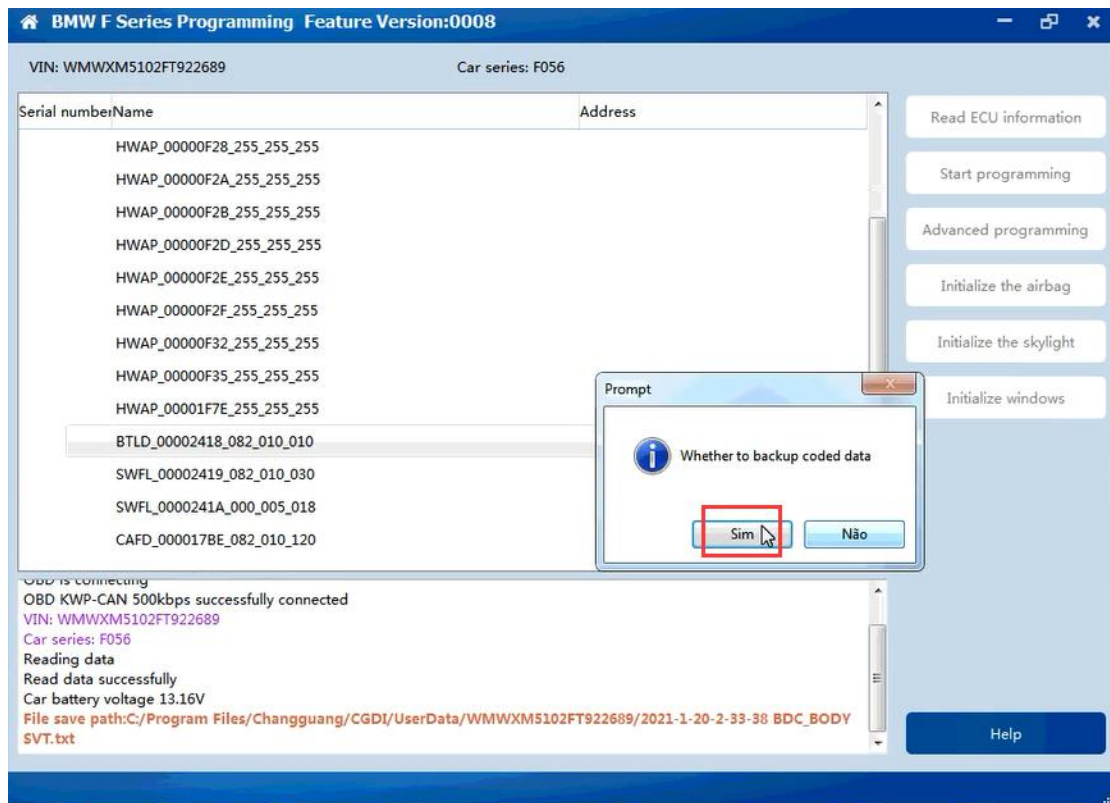 BMW F Series Programming Feature Version:0008
VIN: WMWXM5102FT922689 Car series: F056
Serial number Name Address
HWAP_00000F28_255_255_255
HWAP_00000F2A_255_255_255
HWAP_00000F2B_255_255_255
HWAP_00000F2D_255_255_255
HWAP_00000F2E_255_255_255
HWAP_00000F2F_255_255_255
HWAP_00000F32_255_255_255
HWAP_00000F35_255_255_255
HWAP_00001F7E_255_255_255
BTLD_00002418_082_010_010
SWFL_00002419_082_010_030
SWFL_0000241A_000_005_018
CAFD_000017BE_082_010_120
Read ECU information
Start programming
Advanced programming
Initialize the airbag
Initialize the skylight
Initialize windows
Prompt
Whether to backup coded data
Sim Não
OBD is connecting
OBD KWP-CAN 500kbps successfully connected
VIN: WMWXM5102FT922689
Car series: F056
Reading data
Read data successfully
Car battery voltage 13.16V
File save path:C:/Program Files/Changguang/CGDI/UserData/WMWXM5102FT922689/2021-1-20-2-33-38 BDC_BODY
SVT.txt
Help